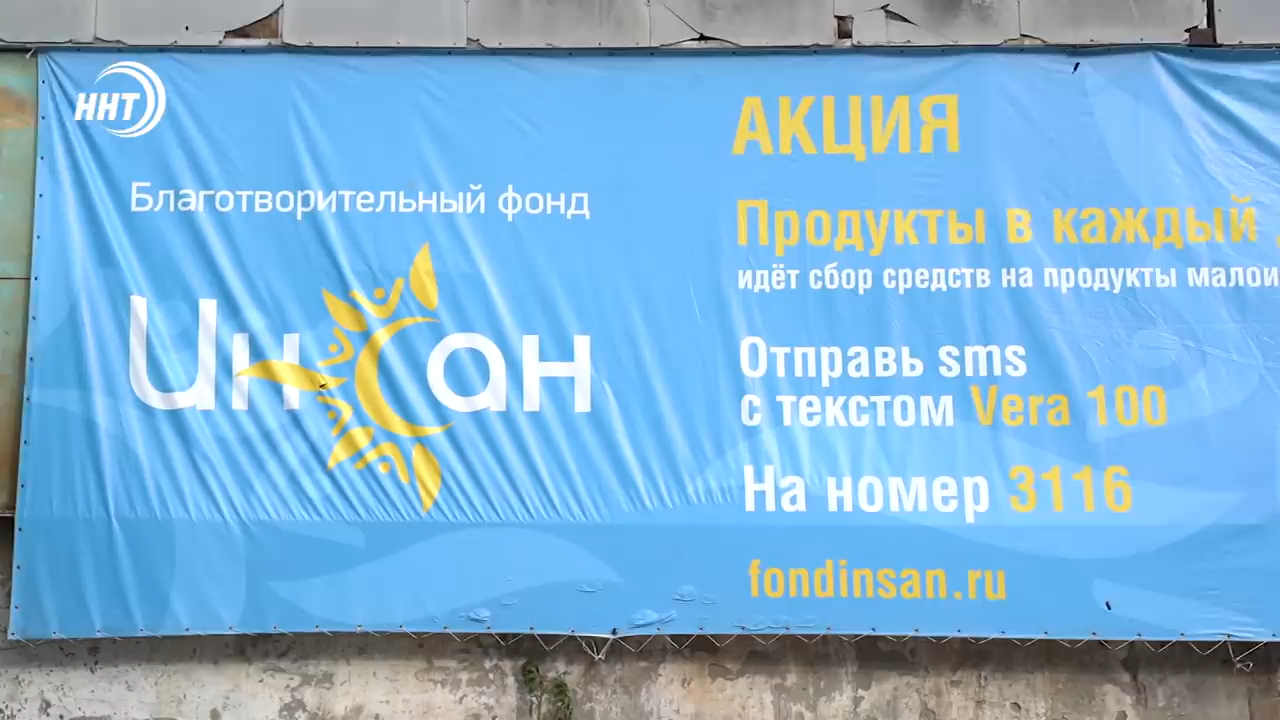 ННТ
Благотворительный фонд
Инсан
АКЦИЯ
Продукты в каждый
идёт сбор средств на продукты
Отправь sms
с текстом Vera 100
На номер 3116
fondinsan.ru